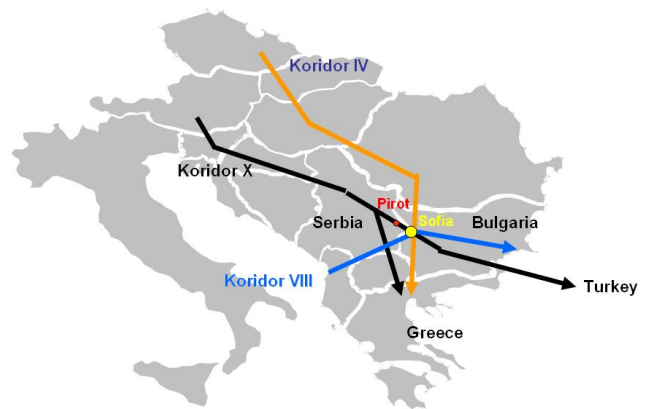 Koridor IV
Koridor X
Pirot
Serbia
Sofia
Bulgaria
Koridor VIII
Turkey
Greece